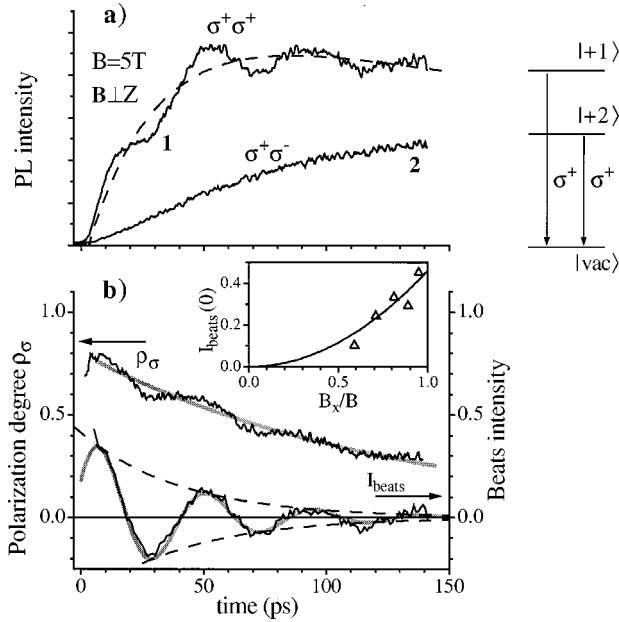 a)
σ⁺σ⁺
B=5T
B⊥Z
1
σ⁺σ⁻
2
PL intensity
|+1⟩
|+2⟩
σ⁺ σ⁺
|vac⟩
b)
1.0
0.5
0.0
Polarization degree ρσ
ρσ
0.4
0.2
0.0
I beats (0)
0.0 0.5 1.0
Bₓ/B
I beats
1.0
0.5
0.0
Beats intensity
0 50 100 150
time (ps)